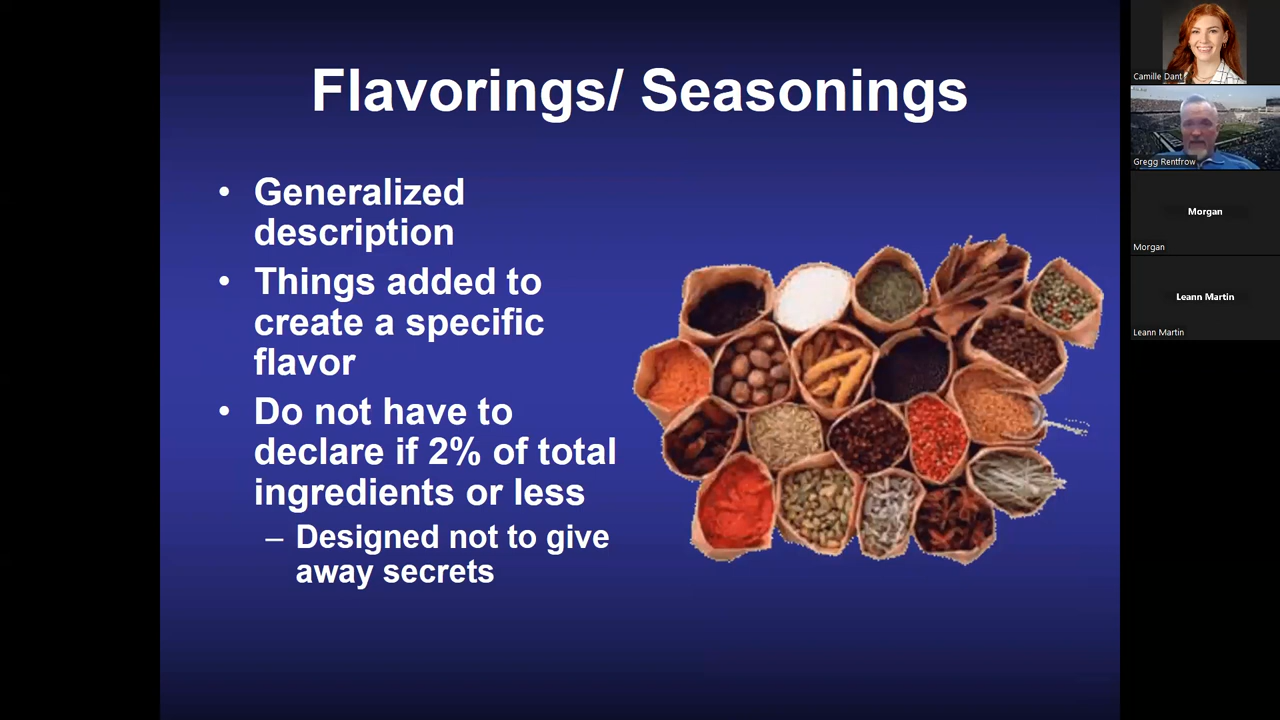 Flavorings/ Seasonings
• Generalized
description
• Things added to
create a specific
flavor
• Do not have to
declare if 2% of total
ingredients or less
– Designed not to give
away secrets
Camille Dant
Gregg Rentfrow
Morgan
Morgan
Leann Martin
Leann Martin